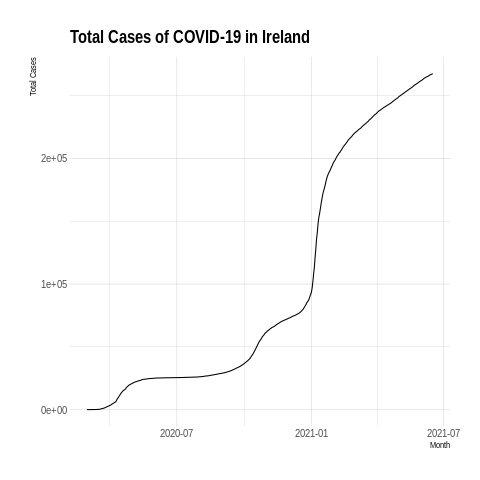 Total Cases of COVID-19 in Ireland
Total Cases
2e+05
1e+05
0e+00
2020-07
2021-01
2021-07
Month